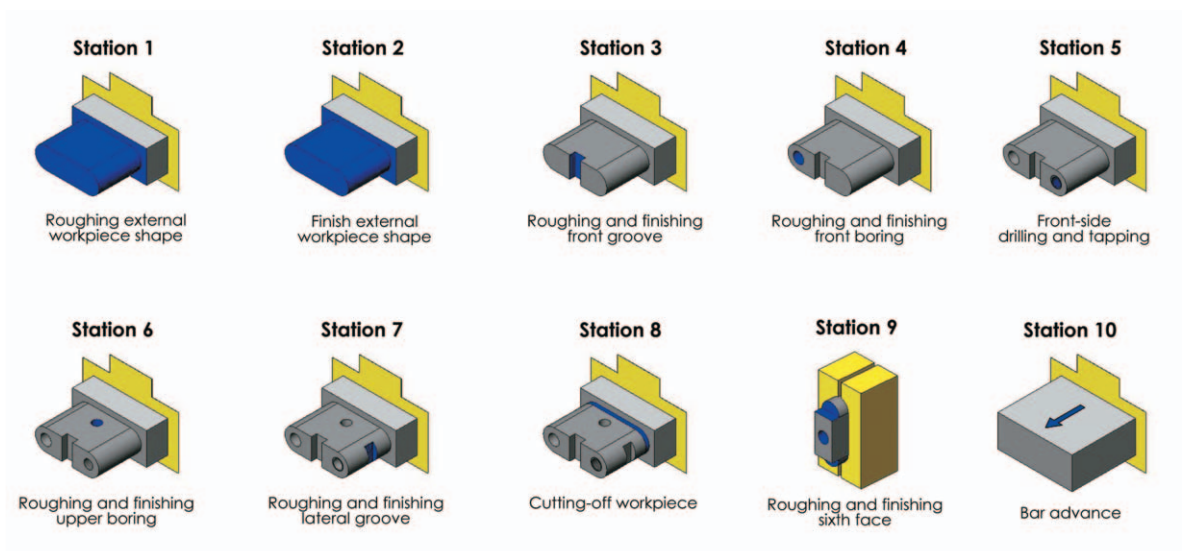 Station 1
Roughing external
workpiece shape
Station 2
Finish external
workpiece shape
Station 3
Roughing and finishing
front groove
Station 4
Roughing and finishing
front boring
Station 5
Front-side
drilling and tapping
Station 6
Roughing and finishing
upper boring
Station 7
Roughing and finishing
lateral groove
Station 8
Cutting-off workpiece
Station 9
Roughing and finishing
sixth face
Station 10
Bar advance